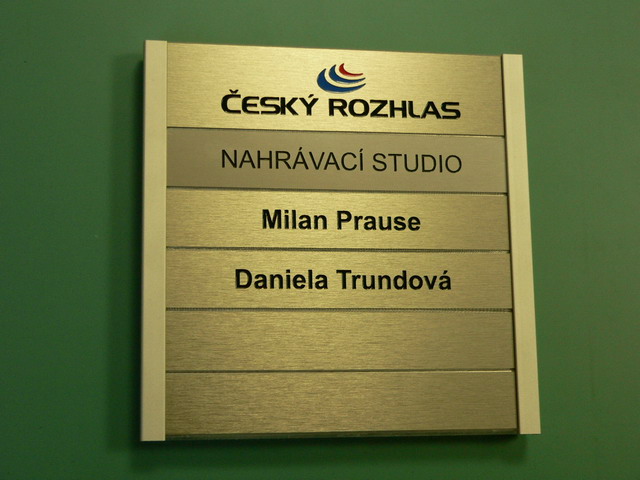 ČESKÝ ROZHLAS
NAHRÁVACÍ STUDIO
Milan Prause
Daniela Trundová